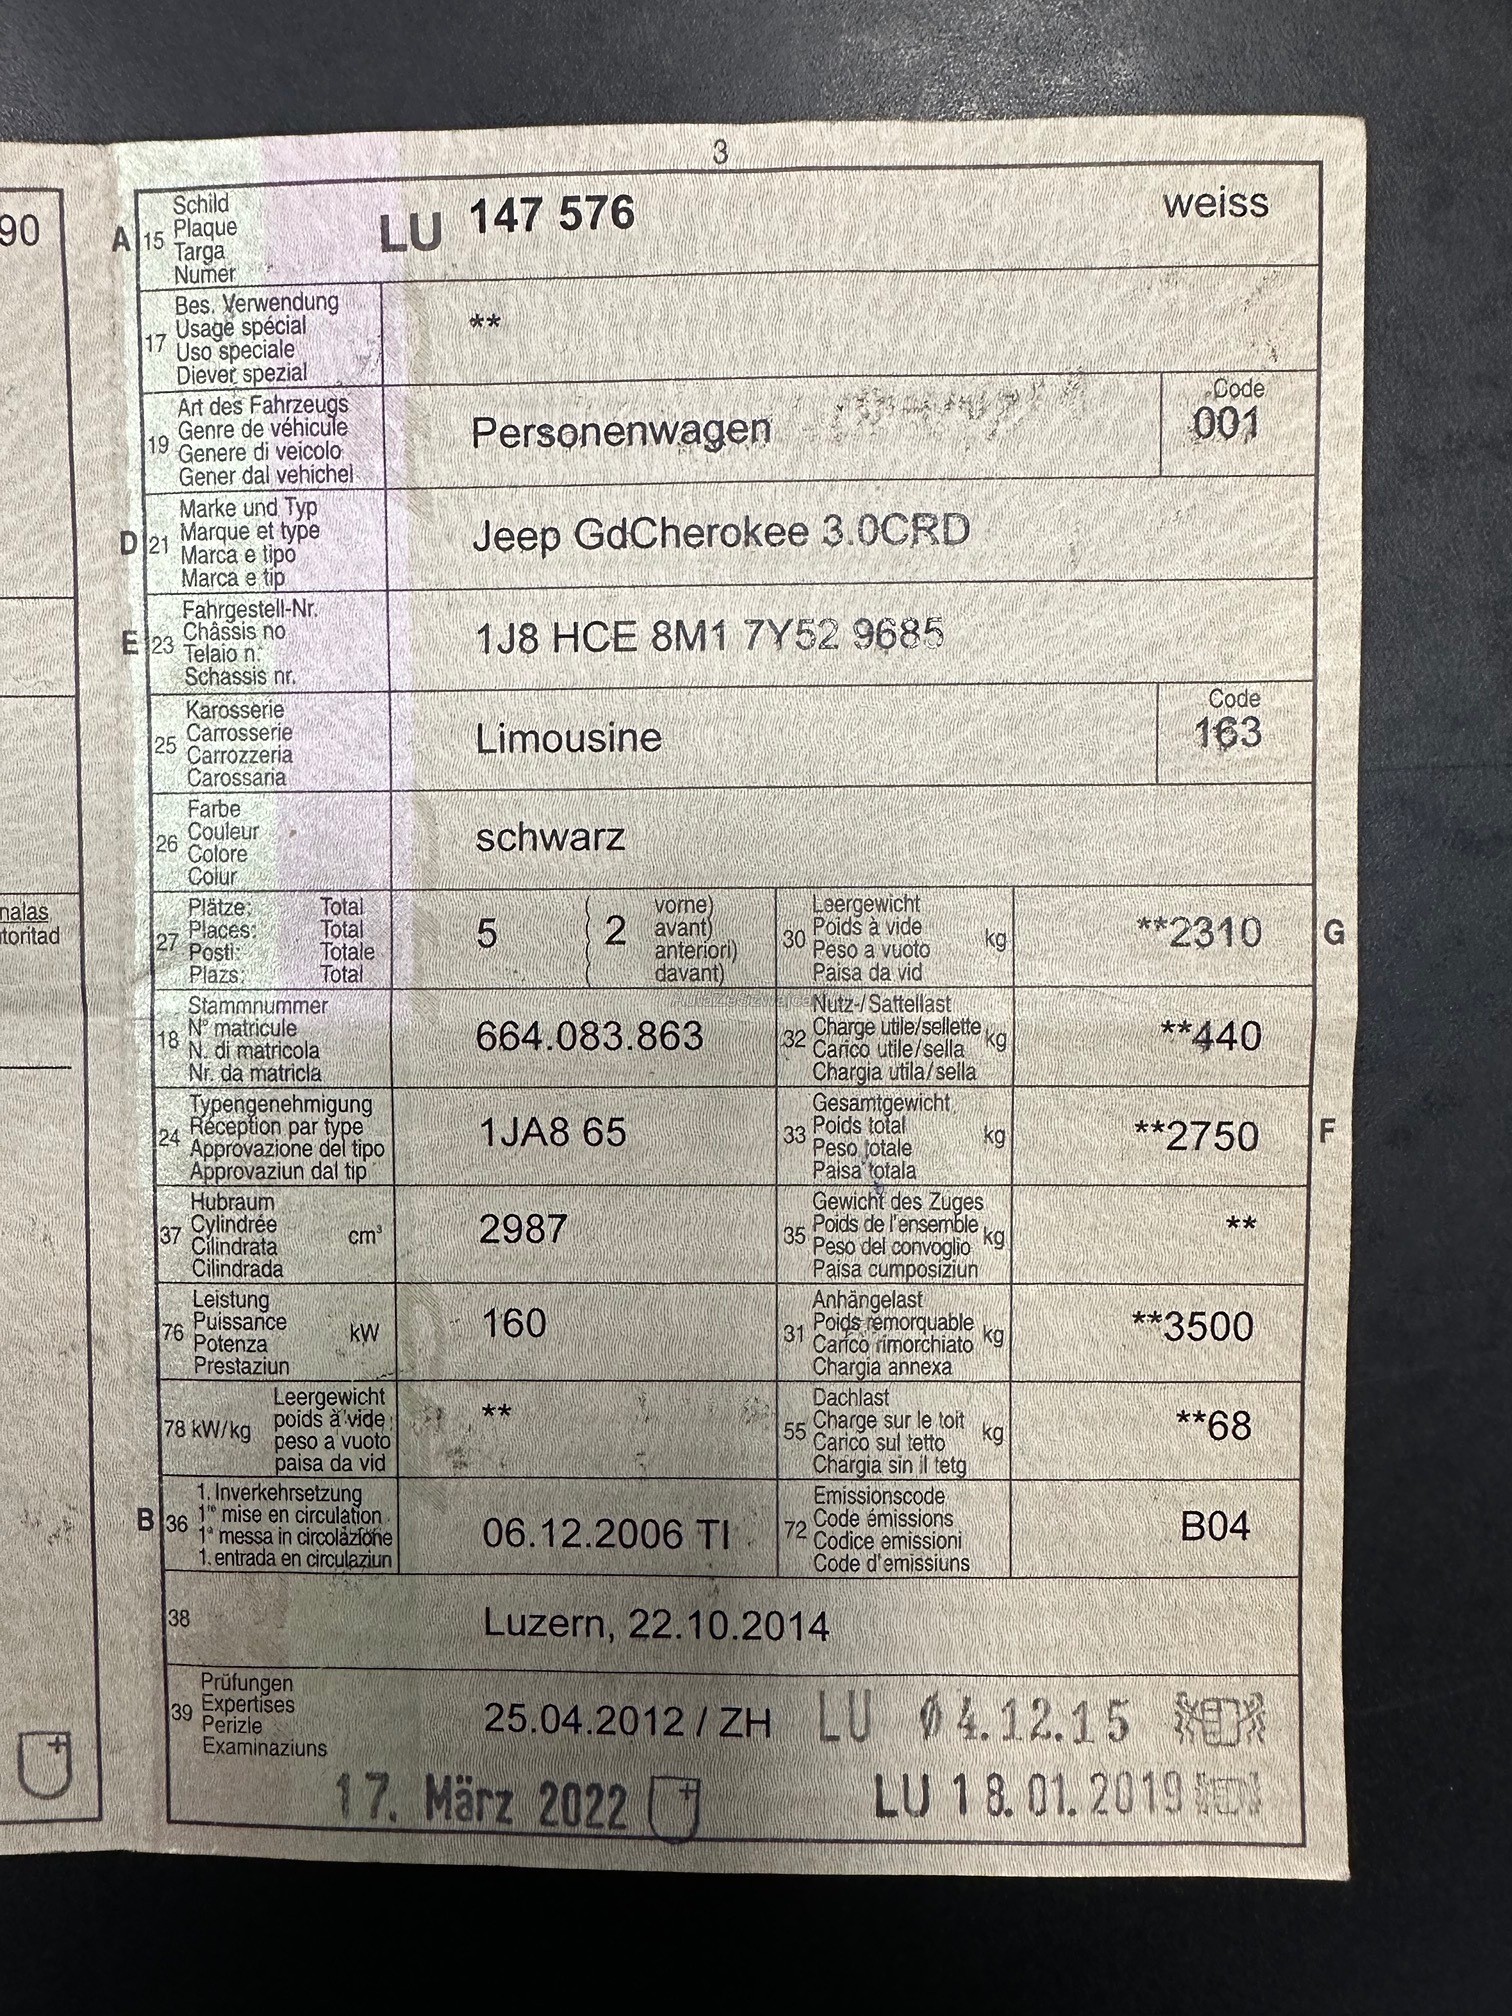 3
90
A 15 Schild
Plaque
Targa
Numer
LU 147 576 weiss
17 Bes. Verwendung
Usage spécial
Uso speciale
Diever spezial
**
19 Art des Fahrzeugs
Genre de véhicule
Genere di veicolo
Gener dal vehichel
Personenwagen
Code
001
D 21 Marke und Typ
Marque et type
Marca e tipo
Marca e tip
Jeep GdCherokee 3.0CRD
E 23 Fahrgestell-Nr.
Châssis no
Telaio n.
Schassis nr.
1J8 HCE 8M1 7Y52 9685
25 Karosserie
Carrosserie
Carrozzeria
Carossaria
Limousine
Code
163
26 Farbe
Couleur
Colore
Colur
schwarz
nalas
toritad
27 Plätze: Total
Places: Total
Posti: Totale
Plazs: Total
5 2 vorne)
avant)
anteriori)
davant)
30 Leergewicht
Poids à vide
Peso a vuoto
Paisa da vid
kg **2310 G
18 Stammnummer
N° matricule
N. di matricola
Nr. da matricla
664.083.863
32 Nutz-/Sattellast
Charge utile/sellette
Carico utile/sella
Chargia utila/sella
kg **440
24 Typengenehmigung
Réception par type
Approvazione del tipo
Approvaziun dal tip
1JA8 65
33 Gesamtgewicht
Poids total
Peso totale
Paisa totala
kg **2750 F
37 Hubraum
Cylindrée
Cilindrata
Cilindrada
cm³ 2987
35 Gewicht des Zuges
Poids de l'ensemble
Peso del convoglio
Paisa cumposiziun
kg **
76 Leistung
Puissance
Potenza
Prestaziun
kW 160
31 Anhängelast
Poids remorquable
Carico rimorchiato
Chargia annexa
kg **3500
78 kW/kg Leergewicht
poids à vide
peso a vuoto
paisa da vid
**
55 Dachlast
Charge sur le toit
Carico sul tetto
Chargia sin il tetg
kg **68
B 36 1. Inverkehrsetzung
1re mise en circulation
1a messa in circolazione
1. entrada en circulaziun
06.12.2006 TI
72 Emissionscode
Code émissions
Codice emissioni
Code d'emissiuns
B04
38 Luzern, 22.10.2014
39 Prüfungen
Expertises
Perizie
Examinaziuns
25.04.2012 / ZH LU 04.12.15
17. März 2022 LU 18.01.2019